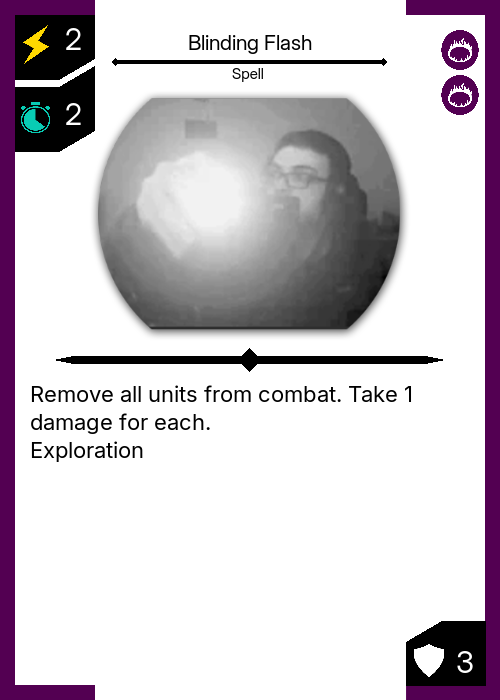 2
Blinding Flash
Spell
2
Remove all units from combat. Take 1
damage for each.
Exploration
3